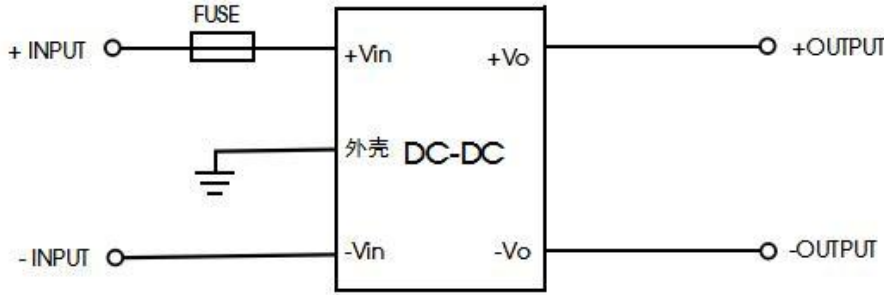 FUSE
+ INPUT
+Vin
+Vo
+OUTPUT
外壳
DC-DC
- INPUT
-Vin
-Vo
-OUTPUT